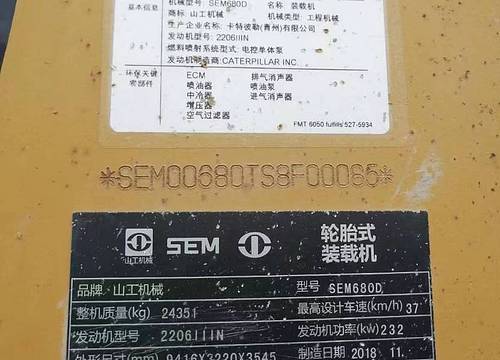 基本信息
机械型号: SEM680D 名称: 装载机
商标: 山工机械 机械类型: 工程机械
生产企业名称: 卡特彼勒(青州)有限公司
发动机型号: 2206IIIN
燃料喷射系统型式: 电控单体泵
发动机制造商: CATERPILLAR INC.
环保关键零部件
ECM 排气消声器
喷油器 喷油泵
中冷器 进气消声器
增压器
空气过滤器
FMT 6050 fulfills 527-5934
*SEM00680TS8F00086*
山工机械 SEM 轮胎式装载机
品牌: 山工机械 型号 SEM680D
整机质量(kg) 24351 最高设计车速(km/h) 37
发动机型号 2206IIIN 发动机功率(kw) 232
外形尺寸(mm) 9416X3220X3545 制造日期 2018.11.